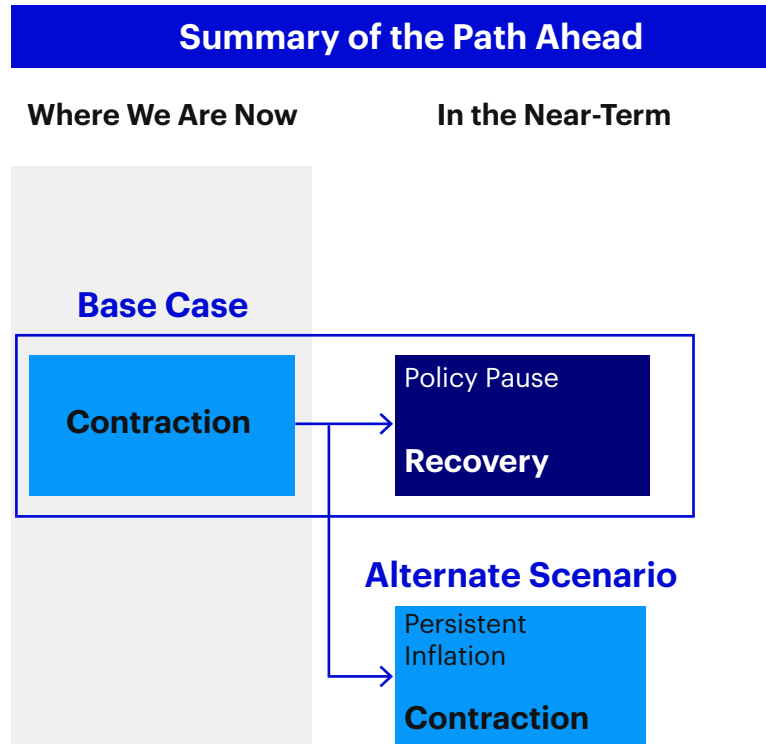 Summary of the Path Ahead
Where We Are Now
In the Near-Term
Base Case
Contraction
Policy Pause
Recovery
Alternate Scenario
Persistent
Inflation
Contraction